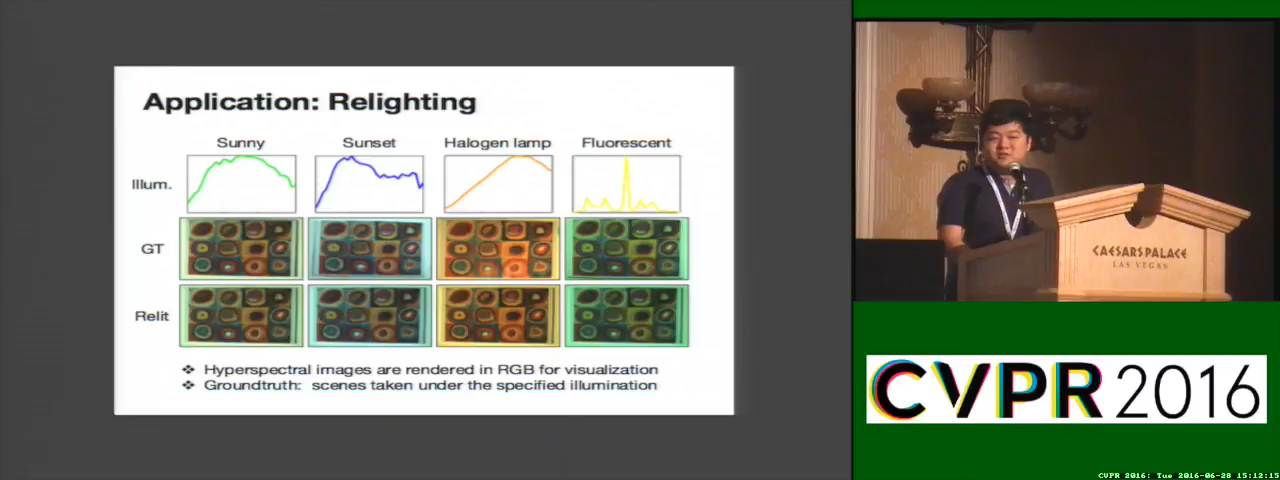 Application: Relighting
Sunny Sunset Halogen lamp Fluorescent
Illum.
GT
Relit
❖ Hyperspectral images are rendered in RGB for visualization
❖ Groundtruth: scenes taken under the specified illumination
CAESARS PALACE
LAS VEGAS
CVPR 2016
CVPR 2016: Tue 2016-06-28 15:12:15